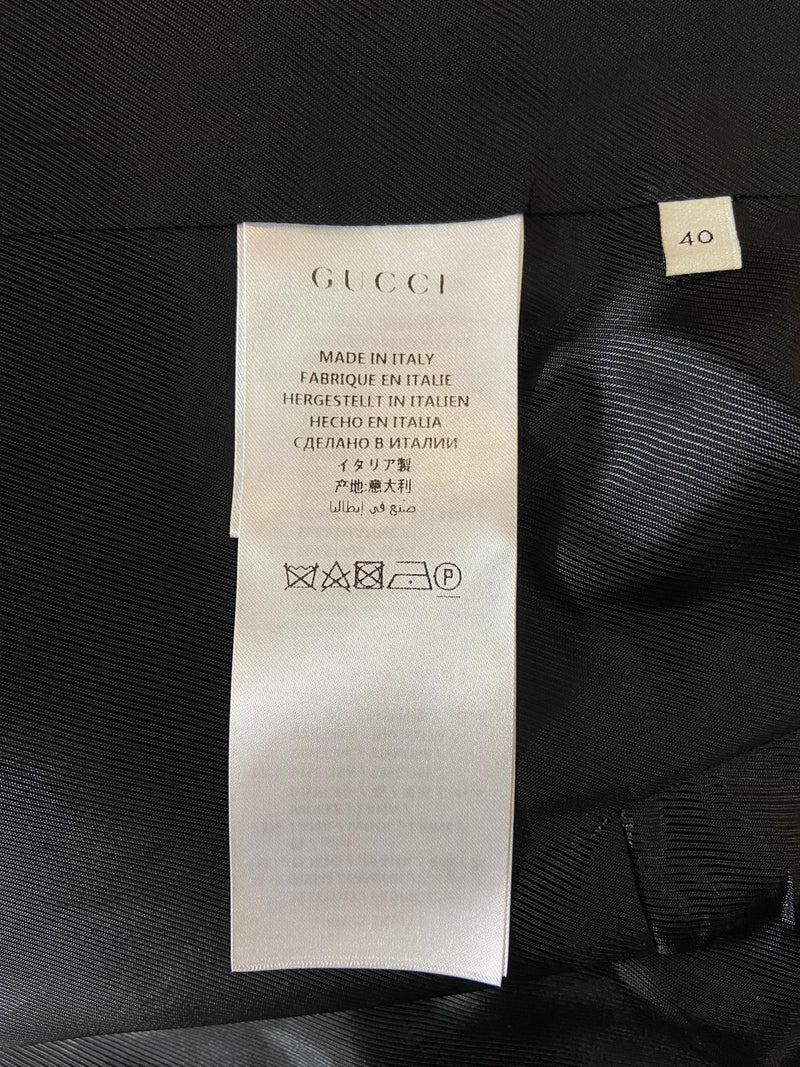 GUCCI
MADE IN ITALY
FABRIQUE EN ITALIE
HERGESTELLT IN ITALIEN
HECHO EN ITALIA
СДЕЛАНО В ИТАЛИИ
イタリア製
产地:意大利
صنع في إيطاليا
P
40